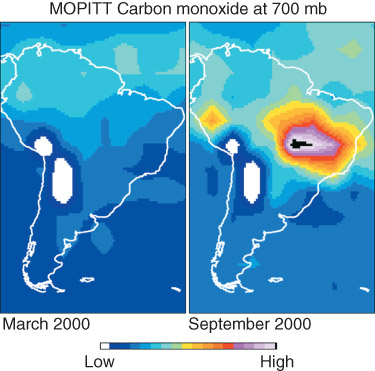 MOPITT Carbon monoxide at 700 mb
March 2000
September 2000
Low
High